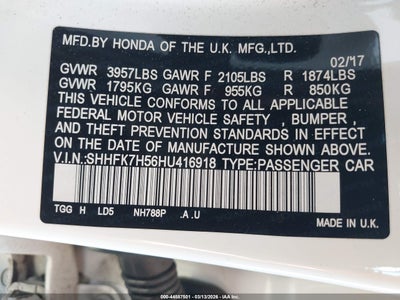 MFD.BY HONDA OF THE U.K.MFG.,LTD.
02/17
GVWR 3957LBS GAWR F 2105LBS R 1874LBS
GVWR 1795KG GAWR F 955KG R 850KG
THIS VEHICLE CONFORMS TO ALL APPLICABLE
FEDERAL MOTOR VEHICLE SAFETY , BUMPER ,
AND THEFT PREVENTION STANDARDS IN EFFECT
ON THE DATE OF MANUFACTURE SHOWN ABOVE.
V.I.N.:SHHFK7H56HU416918 TYPE:PASSENGER CAR
TGG H LD5 NH788P .A .U MADE IN U.K.
© 2026 - 44687501 - 03/13/2026 - IAA Inc.